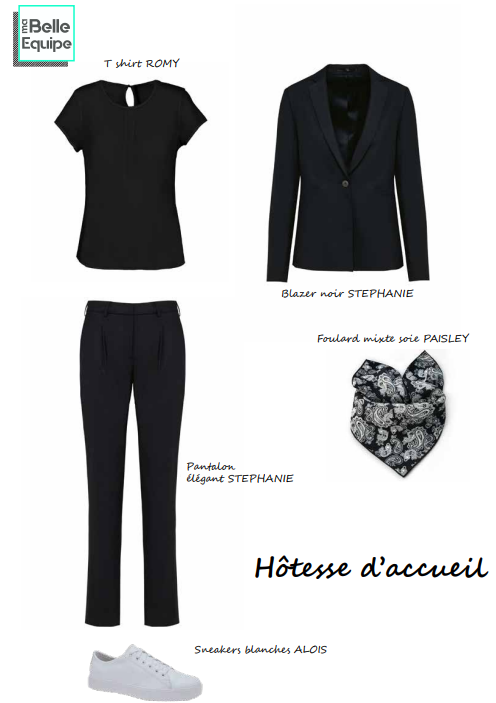 ma
Belle
Equipe
T shirt ROMY
Blazer noir STEPHANIE
Foulard mixte soie PAISLEY
Pantalon
élégant STEPHANIE
Hôtesse d'accueil
Sneakers blanches ALOIS